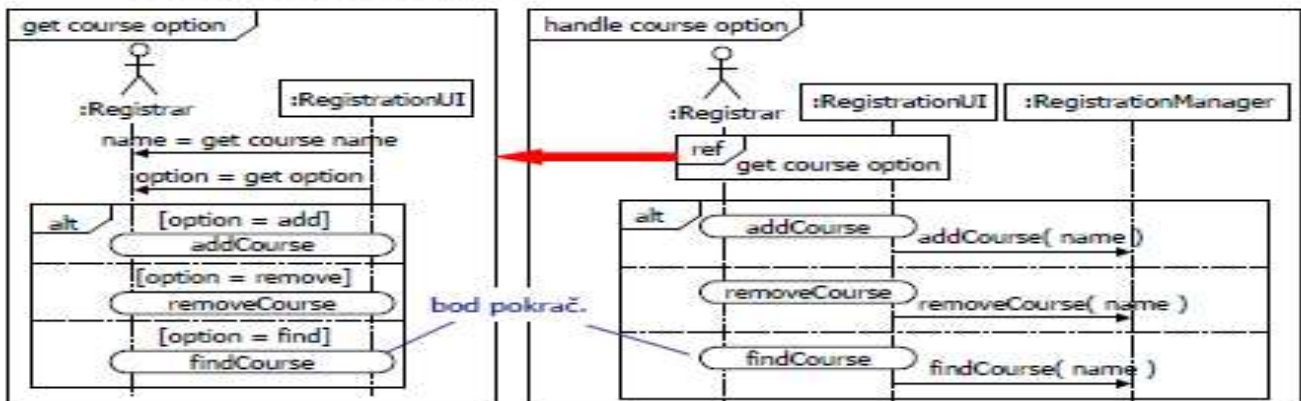 get course option
:Registrar
:RegistrationUI
name = get course name
option = get option
alt
[option = add]
addCourse
[option = remove]
removeCourse
[option = find]
findCourse
bod pokrač.
handle course option
:Registrar
:RegistrationUI
:RegistrationManager
ref
get course option
alt
addCourse
addCourse( name )
removeCourse
removeCourse( name )
findCourse
findCourse( name )